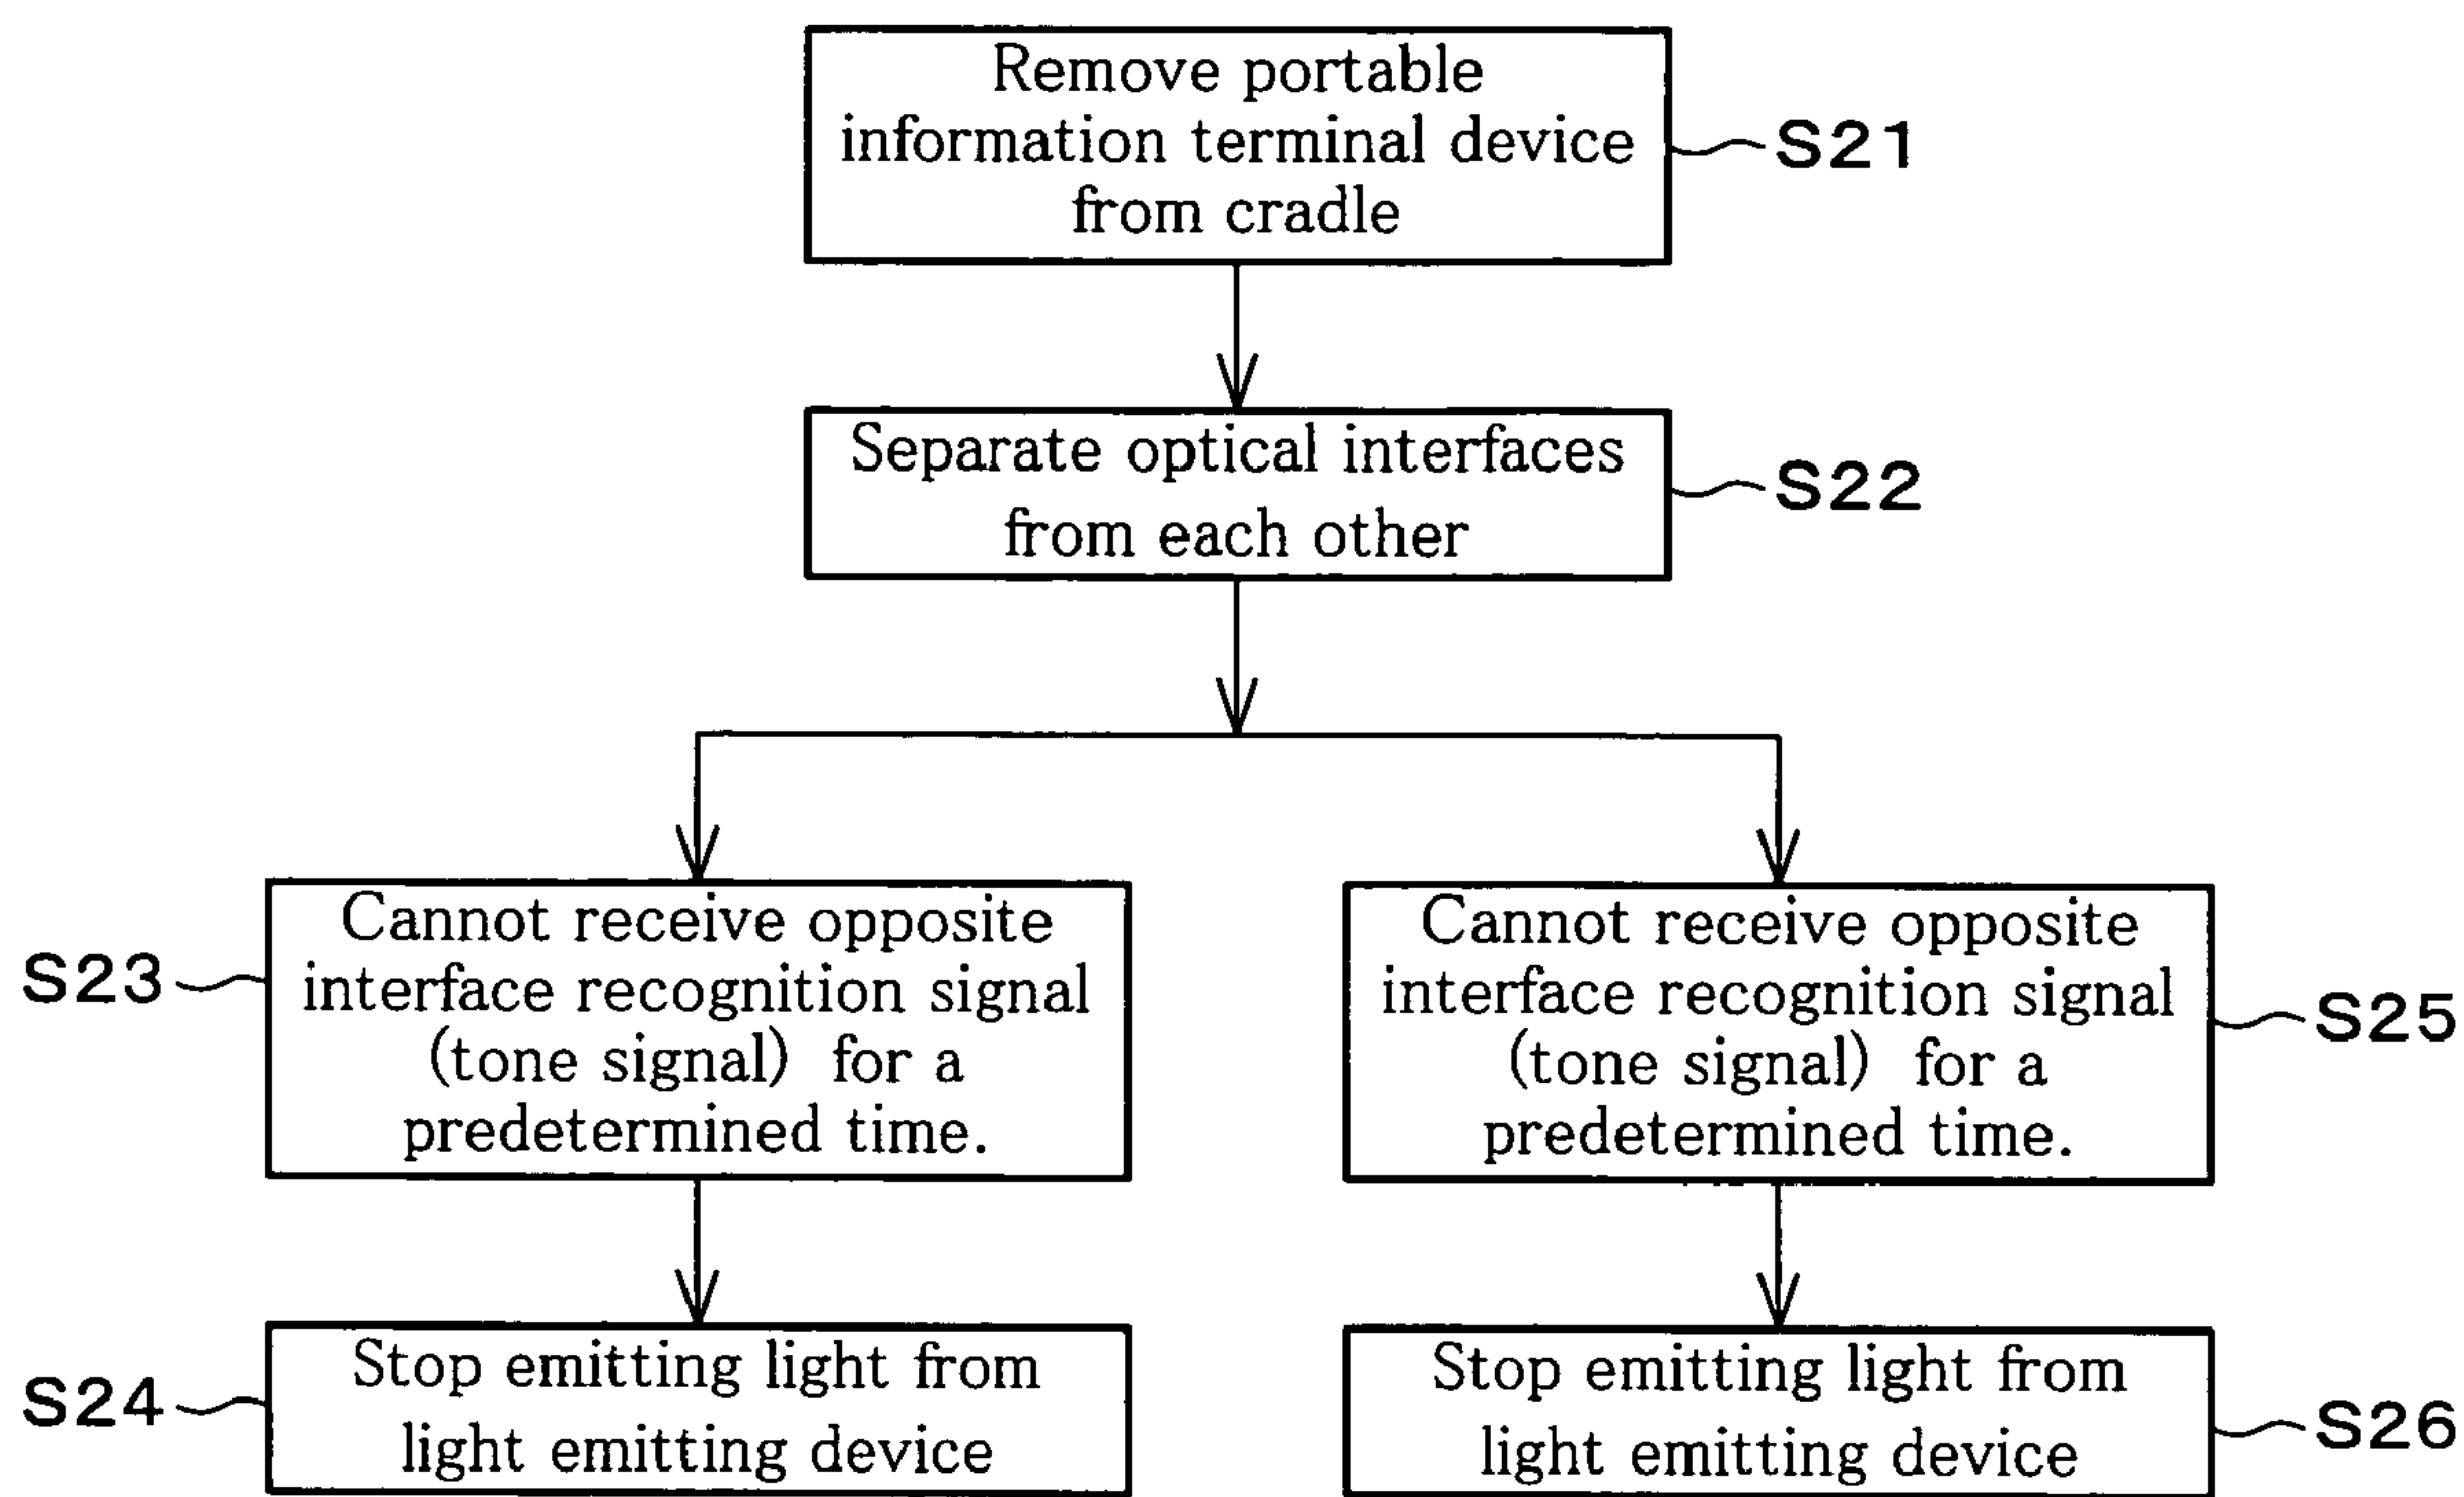 Remove portable
information terminal device
from cradle
S21
Separate optical interfaces
from each other
S22
Cannot receive opposite
interface recognition signal
(tone signal) for a
predetermined time.
S23
Cannot receive opposite
interface recognition signal
(tone signal) for a
predetermined time.
S25
Stop emitting light from
light emitting device
S24
Stop emitting light from
light emitting device
S26